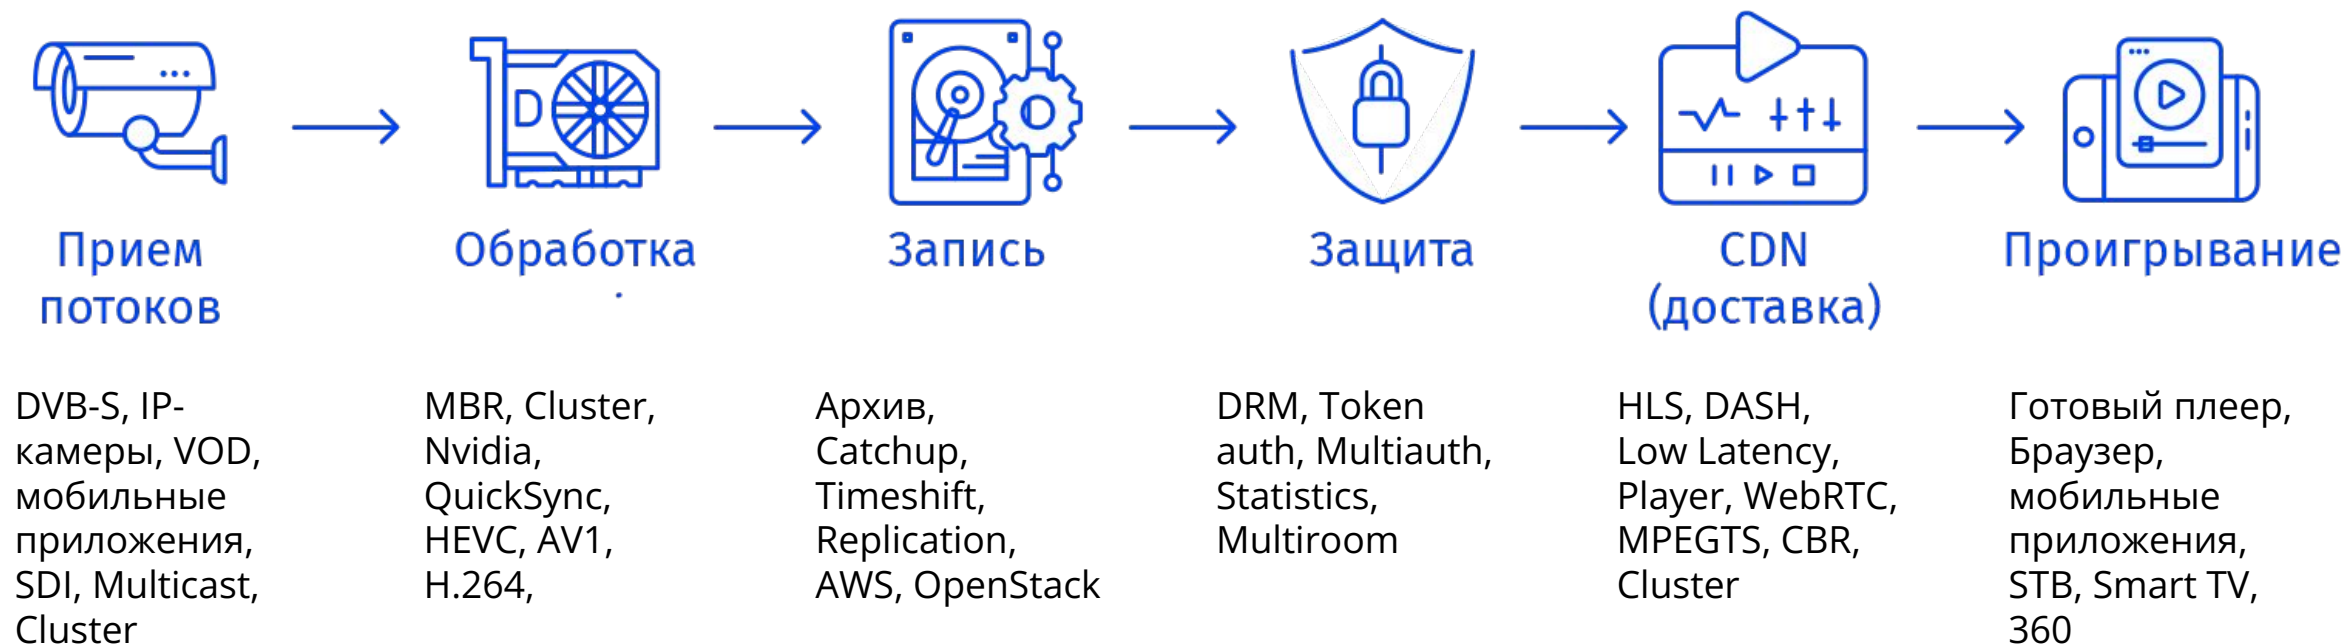 Прием
потоков
Обработка
Запись
Защита
CDN
(доставка)
Проигрывание
DVB-S, IP-
камеры, VOD,
мобильные
приложения,
SDI, Multicast,
Cluster
MBR, Cluster,
Nvidia,
QuickSync,
HEVC, AV1,
H.264,
Архив,
Catchup,
Timeshift,
Replication,
AWS, OpenStack
DRM, Token
auth, Multiauth,
Statistics,
Multiroom
HLS, DASH,
Low Latency,
Player, WebRTC,
MPEGTS, CBR,
Cluster
Готовый плеер,
Браузер,
мобильные
приложения,
STB, Smart TV,
360